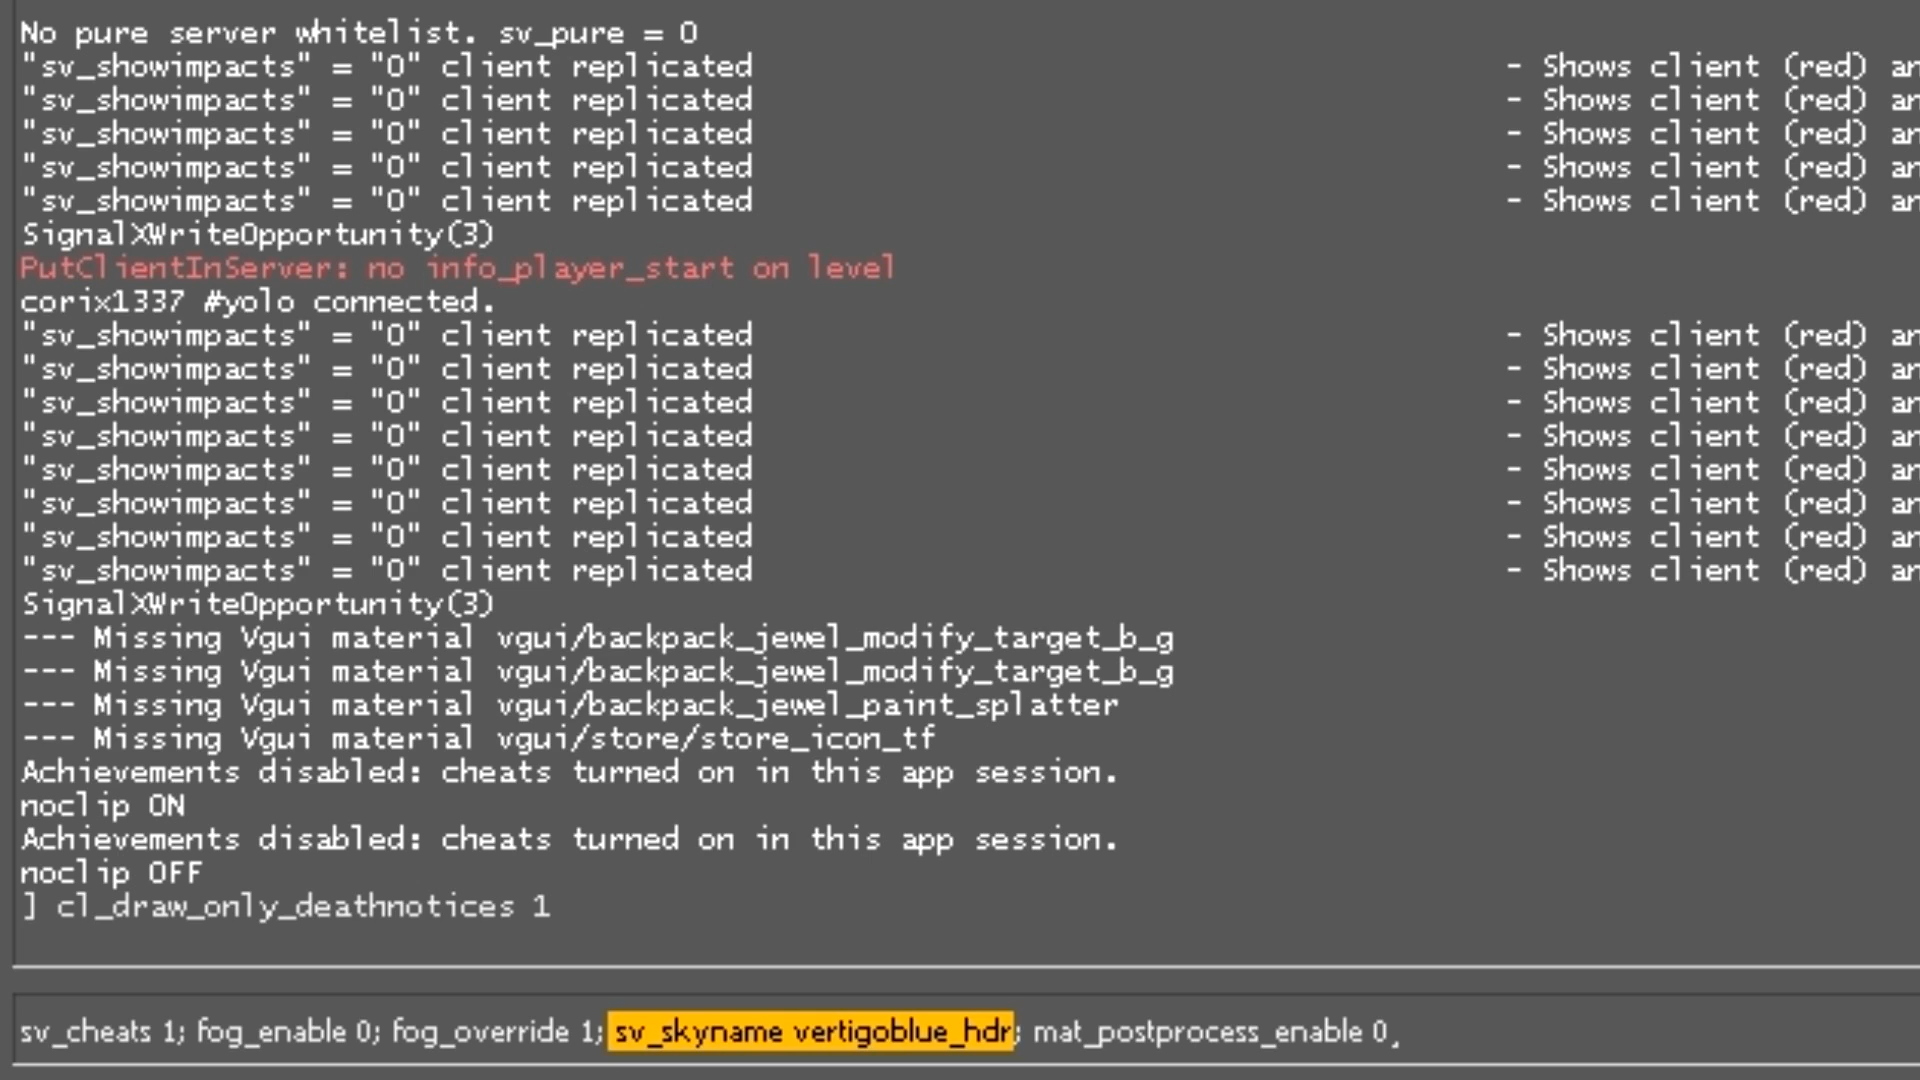 No pure server whitelist. sv_pure = 0
"sv_showimpacts" = "0" client replicated - Shows client (red) an
"sv_showimpacts" = "0" client replicated - Shows client (red) an
"sv_showimpacts" = "0" client replicated - Shows client (red) an
"sv_showimpacts" = "0" client replicated - Shows client (red) an
"sv_showimpacts" = "0" client replicated - Shows client (red) an
SignalXWriteOpportunity(3)
PutClientInServer: no info_player_start on level
corix1337 #yolo connected.
"sv_showimpacts" = "0" client replicated - Shows client (red) an
"sv_showimpacts" = "0" client replicated - Shows client (red) an
"sv_showimpacts" = "0" client replicated - Shows client (red) an
"sv_showimpacts" = "0" client replicated - Shows client (red) an
"sv_showimpacts" = "0" client replicated - Shows client (red) an
"sv_showimpacts" = "0" client replicated - Shows client (red) an
"sv_showimpacts" = "0" client replicated - Shows client (red) an
"sv_showimpacts" = "0" client replicated - Shows client (red) an
SignalXWriteOpportunity(3)
--- Missing Vgui material vgui/backpack_jewel_modify_target_b_g
--- Missing Vgui material vgui/backpack_jewel_modify_target_b_g
--- Missing Vgui material vgui/backpack_jewel_paint_splatter
--- Missing Vgui material vgui/store/store_icon_tf
Achievements disabled: cheats turned on in this app session.
noclip ON
Achievements disabled: cheats turned on in this app session.
noclip OFF
] cl_draw_only_deathnotices 1
sv_cheats 1; fog_enable 0; fog_override 1; sv_skyname vertigoblue_hdr; mat_postprocess_enable 0,